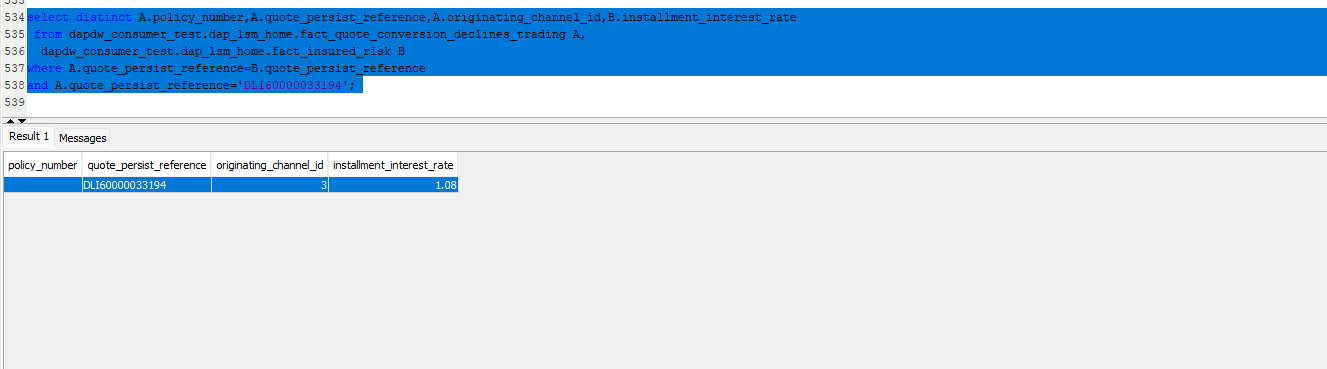 533
534 select distinct A.policy_number,A.quote_persist_reference,A.originating_channel_id,B.installment_interest_rate
535 from dapdw_consumer_test.dap_lsm_home.fact_quote_conversion_declines_trading A,
536 dapdw_consumer_test.dap_lsm_home.fact_insured_risk B
537 where A.quote_persist_reference=B.quote_persist_reference
538 and A.quote_persist_reference='DLI60000033194';
539
Result 1 Messages
policy_number quote_persist_reference originating_channel_id installment_interest_rate
DLI60000033194 3 1.08